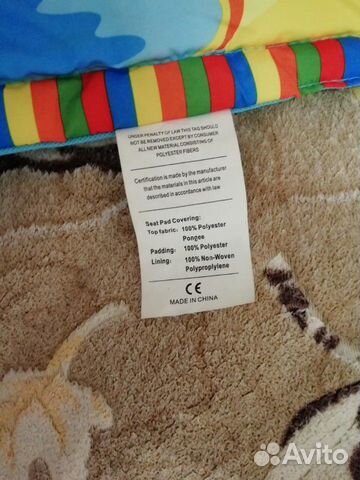 UNDER PENALTY OF LAW THIS TAG SHOULD
NOT BE REMOVED EXCEPT BY CONSUMER
ALL NEW MATERIAL CONSISTING OF
POLYESTER FIBERS
Certification is made by the manufacturer
that the materials in this article are
described in accordance with law
Seat Pad Covering:
Top fabric: 100% Polyester
Pongee
Padding: 100% Polyester
Lining: 100% Non-Woven
Polyproplylene
CE
MADE IN CHINA
Avito